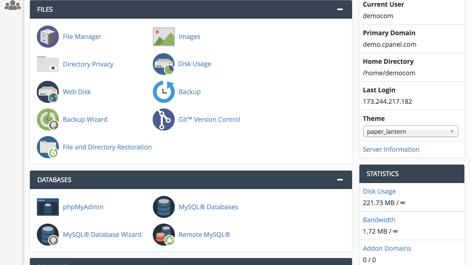 FILES
File Manager
Images
Directory Privacy
Disk Usage
Web Disk
Backup
Backup Wizard
Git™ Version Control
File and Directory Restoration
DATABASES
phpMyAdmin
MySQL® Databases
MySQL® Database Wizard
Remote MySQL®
Current User
democom
Primary Domain
demo.cpanel.com
Home Directory
/home/democom
Last Login
173.244.217.182
Theme
paper_lantern
Server Information
STATISTICS
Disk Usage
221.73 MB / ∞
Bandwidth
1.72 MB / ∞
Addon Domains
0 / 0